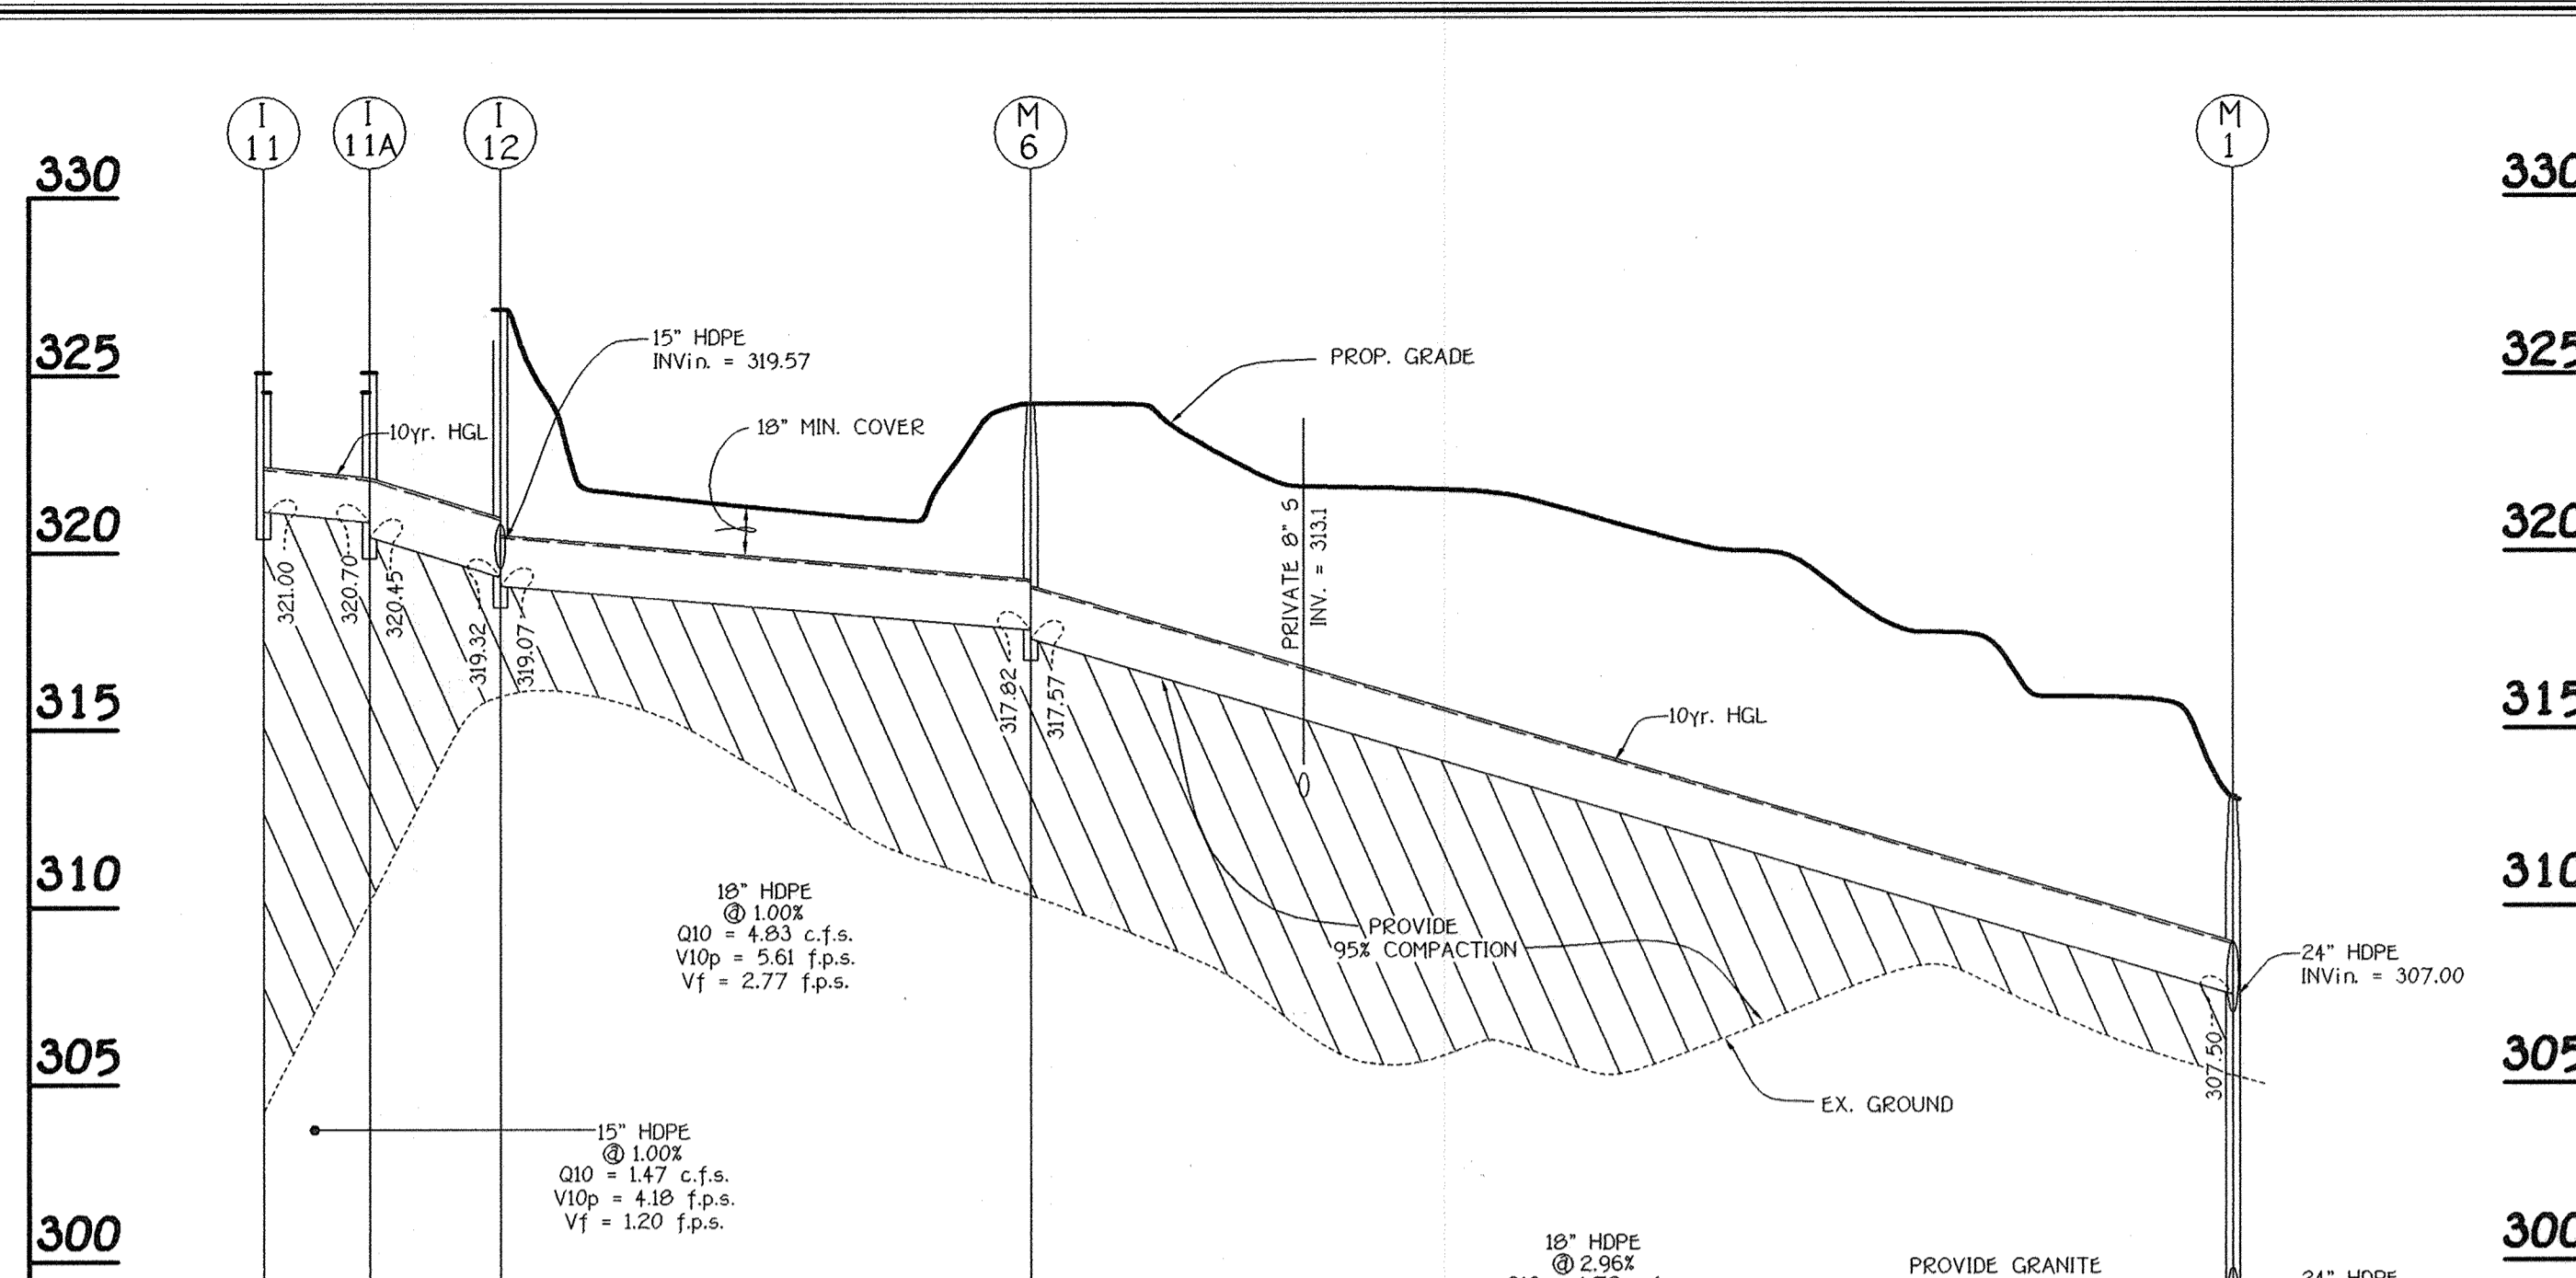 I
11
I
11A
I
12
M
6
M
1
330
330
325
325
320
320
315
315
310
310
305
305
300
300
15" HDPE
INVin. = 319.57
10yr. HGL
18" MIN. COVER
PROP. GRADE
PRIVATE 8" S
INV. = 313.1
321.00
320.70
320.45
319.32
319.07
317.82
317.57
10yr. HGL
18" HDPE
@ 1.00%
Q10 = 4.83 c.f.s.
V10p = 5.61 f.p.s.
Vf = 2.77 f.p.s.
PROVIDE
95% COMPACTION
24" HDPE
INVin. = 307.00
307.50
EX. GROUND
15" HDPE
@ 1.00%
Q10 = 1.47 c.f.s.
V10p = 4.18 f.p.s.
Vf = 1.20 f.p.s.
18" HDPE
@ 2.96%
PROVIDE GRANITE
24" HDPE